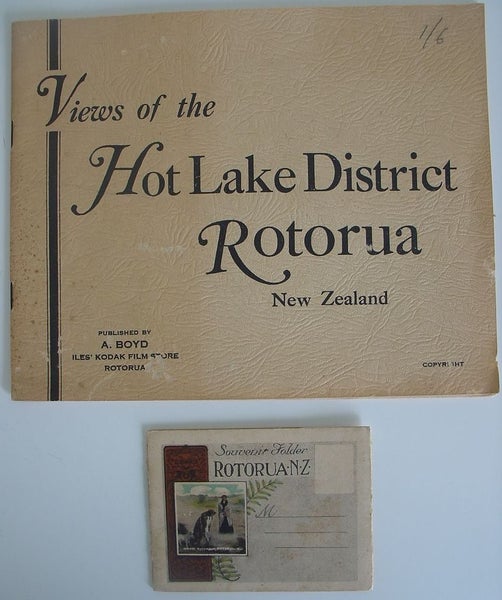 1/6
Views of the
Hot Lake District
Rotorua
New Zealand
PUBLISHED BY
A. BOYD
ILES' KODAK FILM STORE
ROTORUA
COPYRIGHT
Souvenir Folder
ROTORUA·N·Z·
M